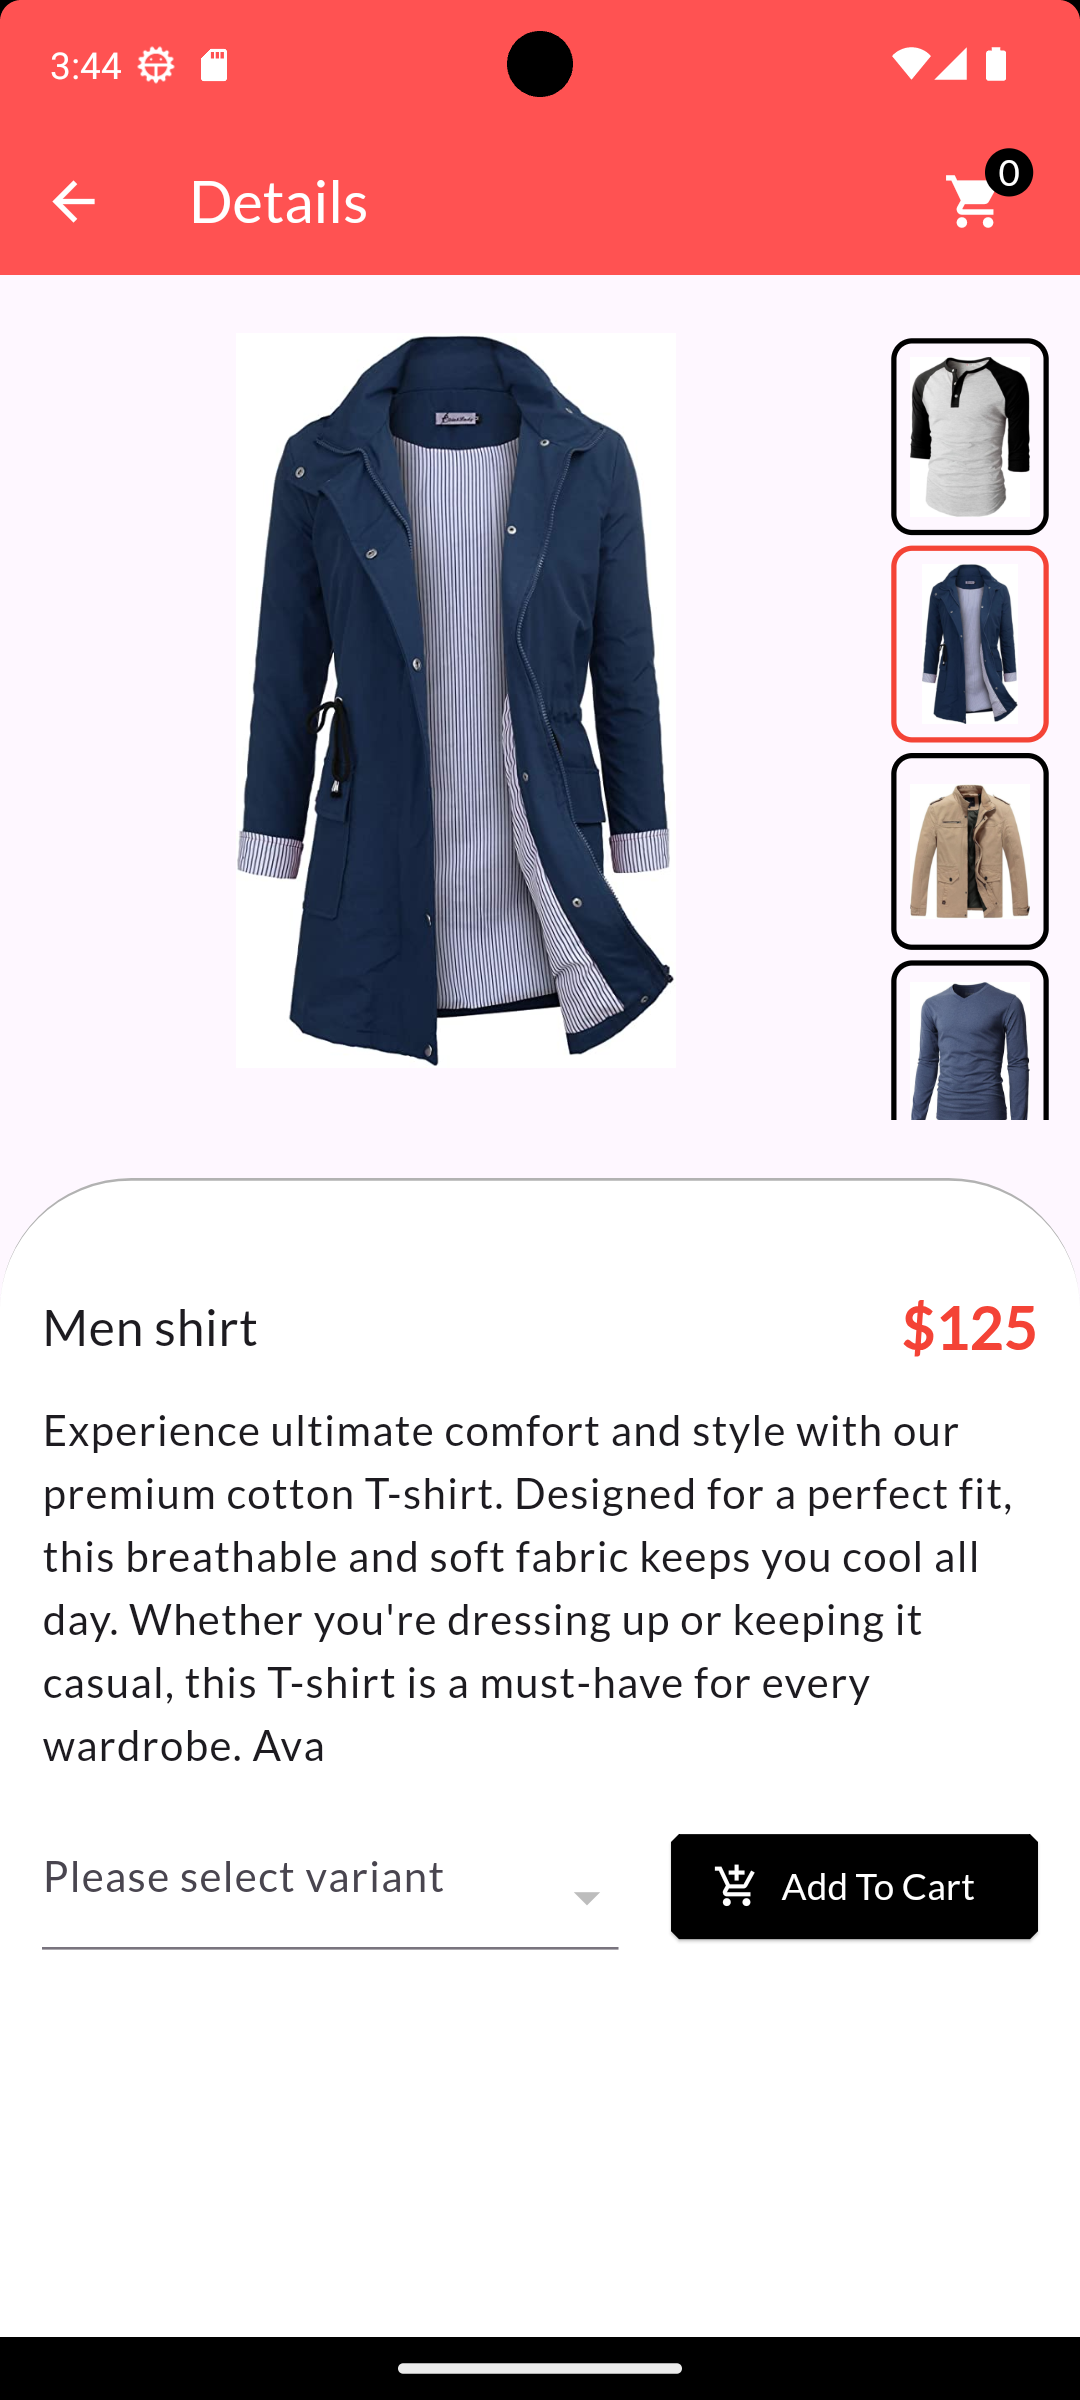 3:44
Details
0
Men shirt
$125
Experience ultimate comfort and style with our
premium cotton T-shirt. Designed for a perfect fit,
this breathable and soft fabric keeps you cool all
day. Whether you're dressing up or keeping it
casual, this T-shirt is a must-have for every
wardrobe. Ava
Please select variant
Add To Cart